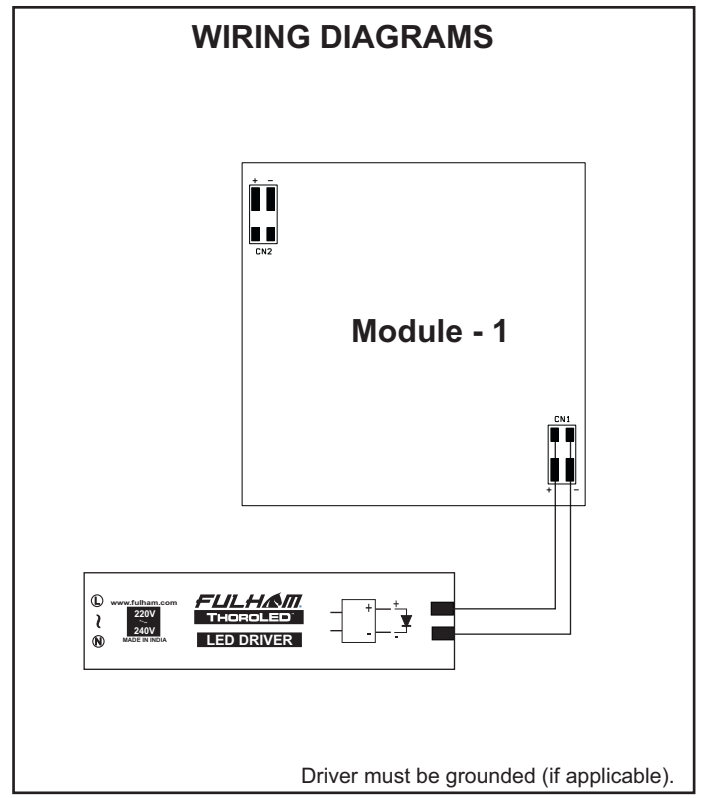 WIRING DIAGRAMS
+ -
CN2
Module - 1
CN1
+ -
L
www.fulham.com
FULHAM
220V
~
240V
THOROLED
N
MADE IN INDIA
LED DRIVER
+ +
- -
Driver must be grounded (if applicable).